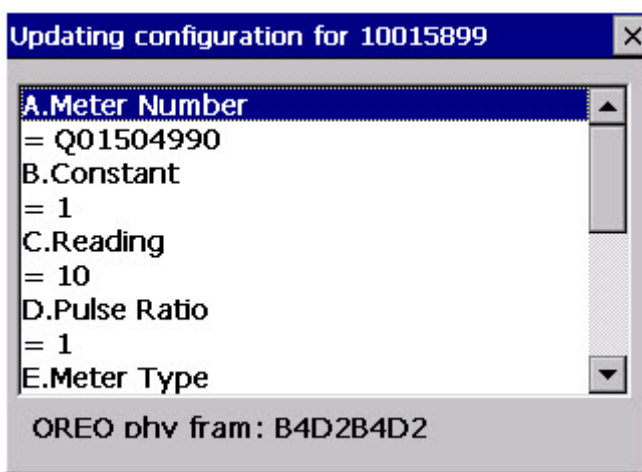 Updating configuration for 10015899
A.Meter Number
= Q01504990
B.Constant
= 1
C.Reading
= 10
D.Pulse Ratio
= 1
E.Meter Type
OREO phy fram: B4D2B4D2